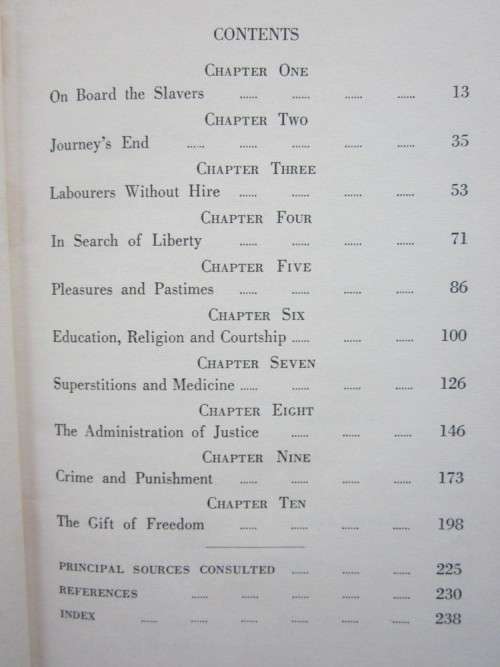 CONTENTS
CHAPTER ONE
On Board the Slavers ...... ...... ...... ...... 13
CHAPTER TWO
Journey's End ...... ...... ...... ...... ...... 35
CHAPTER THREE
Labourers Without Hire ...... ...... ...... ...... 53
CHAPTER FOUR
In Search of Liberty ...... ...... ...... ...... 71
CHAPTER FIVE
Pleasures and Pastimes ...... ...... ...... ...... 86
CHAPTER SIX
Education, Religion and Courtship ...... ...... ...... 100
CHAPTER SEVEN
Superstitions and Medicine ...... ...... ...... ...... 126
CHAPTER EIGHT
The Administration of Justice ...... ...... ...... 146
CHAPTER NINE
Crime and Punishment ...... ...... ...... ...... 173
CHAPTER TEN
The Gift of Freedom ...... ...... ...... ...... 198
PRINCIPAL SOURCES CONSULTED ...... ...... ...... 225
REFERENCES ...... ...... ...... ...... ...... 230
INDEX ...... ...... ...... ...... ...... ...... 238